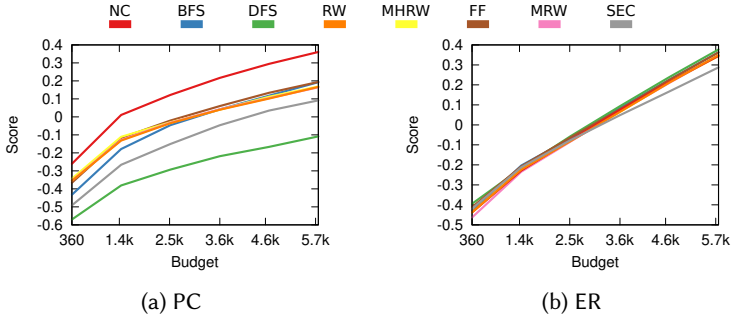 NC BFS DFS RW MHRW FF MRW SEC
0.4 0.4
0.3 0.3
0.2 0.2
0.1 0.1
0 0
-0.1 -0.1
-0.2 -0.2
-0.3 -0.3
-0.4 -0.4
-0.5 -0.5
-0.6
Score Score
360 1.4k 2.5k 3.6k 4.6k 5.7k 360 1.4k 2.5k 3.6k 4.6k 5.7k
Budget Budget
(a) PC (b) ER